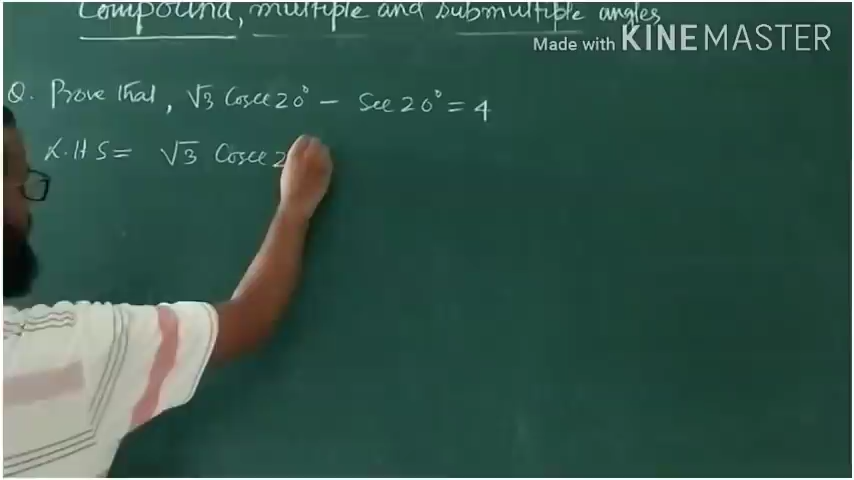 Compound, multiple and submultiple angles
Made with KINEMASTER
Q. Prove that, √3 Cosec 20° - Sec 20° = 4
L.H S = √3 Cosec 2